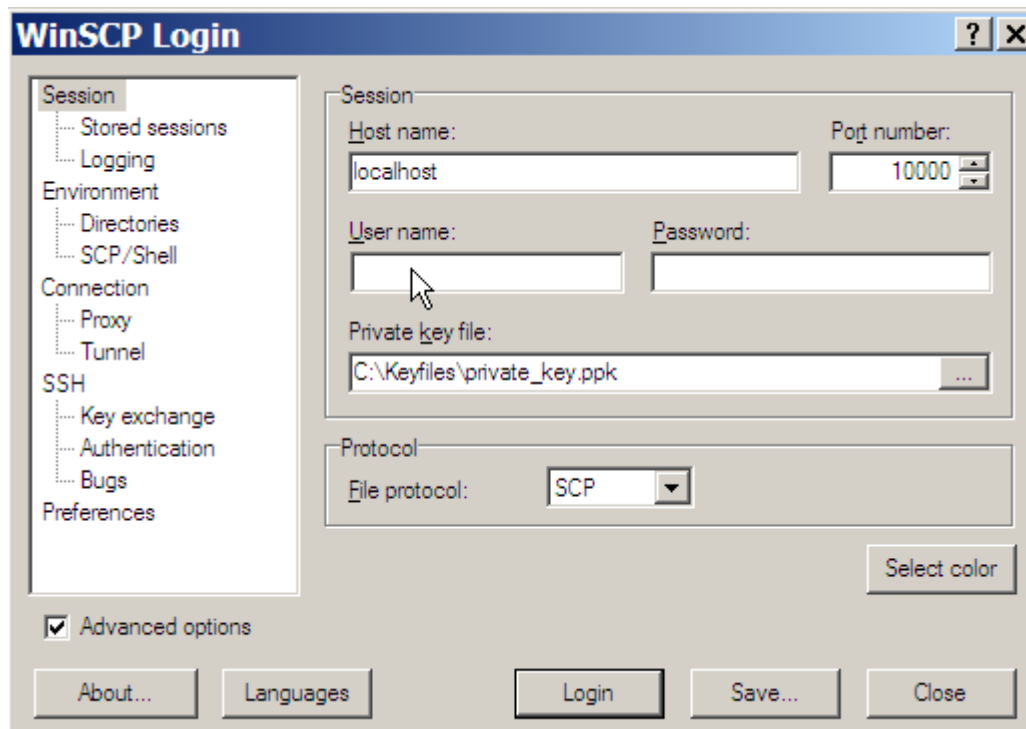 WinSCP Login
? X
Session
Stored sessions
Logging
Environment
Directories
SCP/Shell
Connection
Proxy
Tunnel
SSH
Key exchange
Authentication
Bugs
Preferences
Advanced options
Session
Host name: Port number:
localhost 10000
User name: Password:
Private key file:
C:\Keyfiles\private_key.ppk ...
Protocol
File protocol: SCP
Select color
About... Languages Login Save... Close